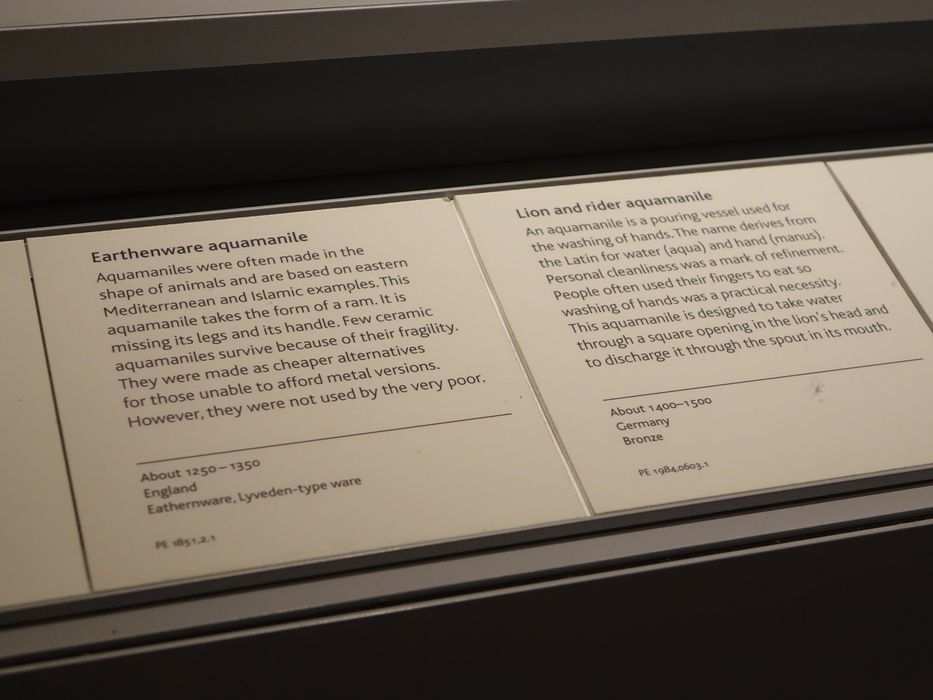 Earthenware aquamanile
Aquamaniles were often made in the
shape of animals and are based on eastern
Mediterranean and Islamic examples. This
aquamanile takes the form of a ram. It is
missing its legs and its handle. Few ceramic
aquamaniles survive because of their fragility.
They were made as cheaper alternatives
for those unable to afford metal versions.
However, they were not used by the very poor.
About 1250 – 1350
England
Eathernware, Lyveden-type ware
PE 1851,2.1
Lion and rider aquamanile
An aquamanile is a pouring vessel used for
the washing of hands. The name derives from
the Latin for water (aqua) and hand (manus).
Personal cleanliness was a mark of refinement.
People often used their fingers to eat so
washing of hands was a practical necessity.
This aquamanile is designed to take water
through a square opening in the lion's head and
to discharge it through the spout in its mouth.
About 1400–1500
Germany
Bronze
PE 1984,0603.1